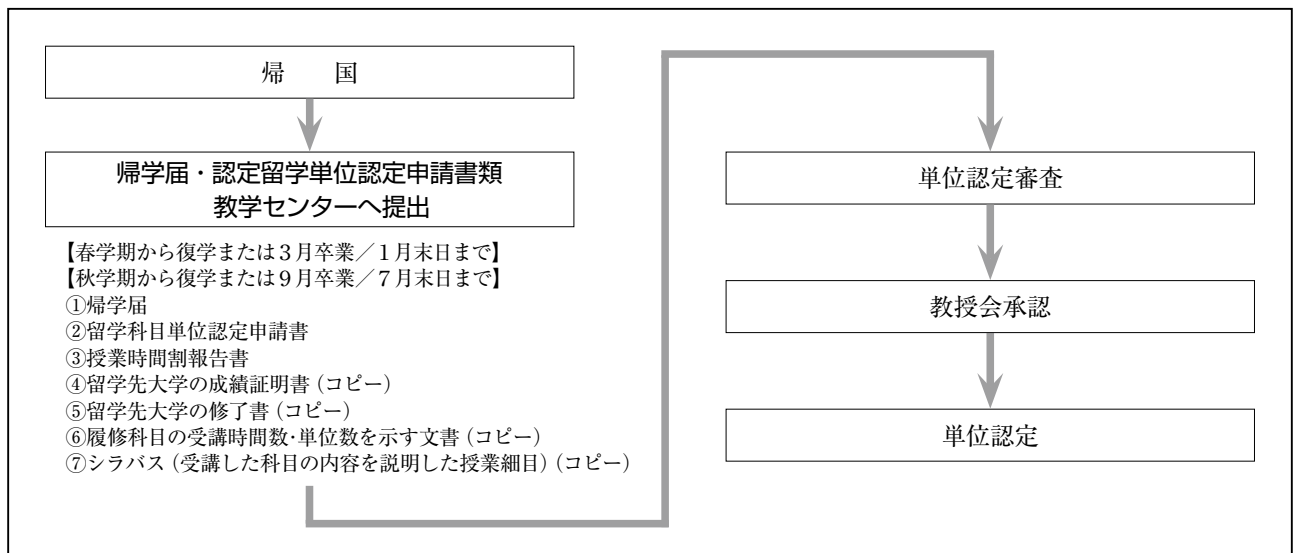 帰　　国
帰学届・認定留学単位認定申請書類
教学センターへ提出
【春学期から復学または3月卒業／1月末日まで】
【秋学期から復学または9月卒業／7月末日まで】
①帰学届
②留学科目単位認定申請書
③授業時間割報告書
④留学先大学の成績証明書（コピー）
⑤留学先大学の修了書（コピー）
⑥履修科目の受講時間数・単位数を示す文書（コピー）
⑦シラバス（受講した科目の内容を説明した授業細目）（コピー）
単位認定審査
教授会承認
単位認定